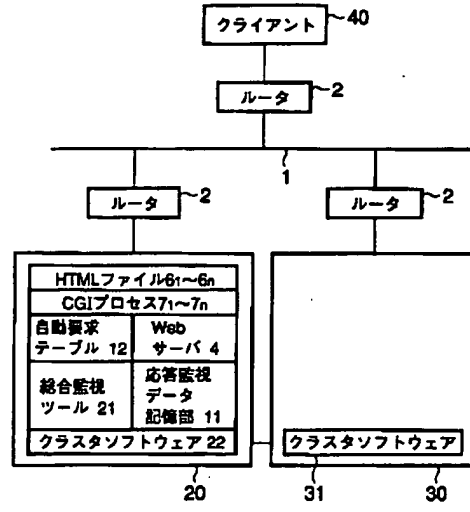 クライアント
40
ルータ
2
1
ルータ
2
ルータ
2
HTMLファイル6₁～6ₙ
CGIプロセス7₁～7ₙ
自動要求
テーブル 12
Web
サーバ 4
総合監視
ツール 21
応答監視
データ
記憶部 11
クラスタソフトウェア 22
クラスタソフトウェア
20
31
30